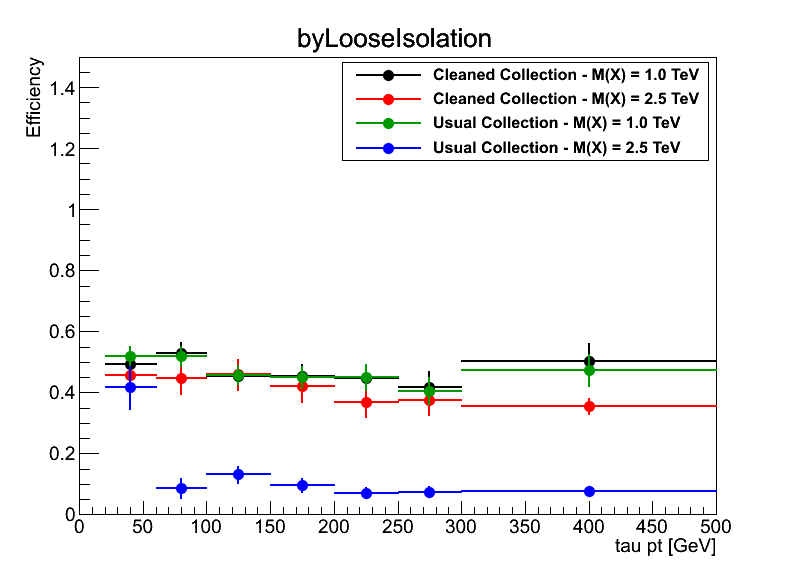 byLooseIsolation
Efficiency
Cleaned Collection - M(X) = 1.0 TeV
Cleaned Collection - M(X) = 2.5 TeV
Usual Collection - M(X) = 1.0 TeV
Usual Collection - M(X) = 2.5 TeV
1.4
1.2
1
0.8
0.6
0.4
0.2
0
0 50 100 150 200 250 300 350 400 450 500
tau pt [GeV]